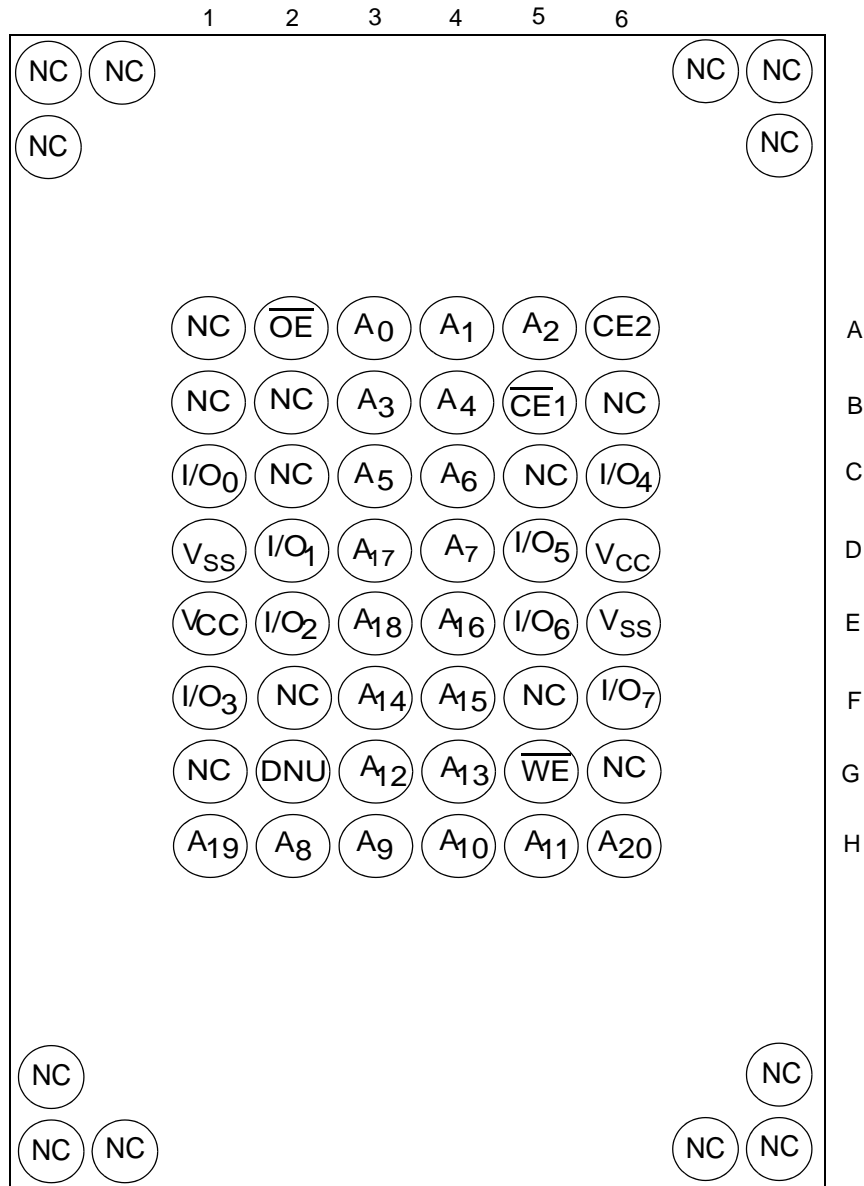 1 2 3 4 5 6
NC NC NC NC
NC NC
NC O̅E̅ A0 A1 A2 CE2 A
NC NC A3 A4 C̅E̅1 NC B
I/O0 NC A5 A6 NC I/O4 C
VSS I/O1 A17 A7 I/O5 VCC D
VCC I/O2 A18 A16 I/O6 VSS E
I/O3 NC A14 A15 NC I/O7 F
NC DNU A12 A13 W̅E̅ NC G
A19 A8 A9 A10 A11 A20 H
NC NC
NC NC NC NC